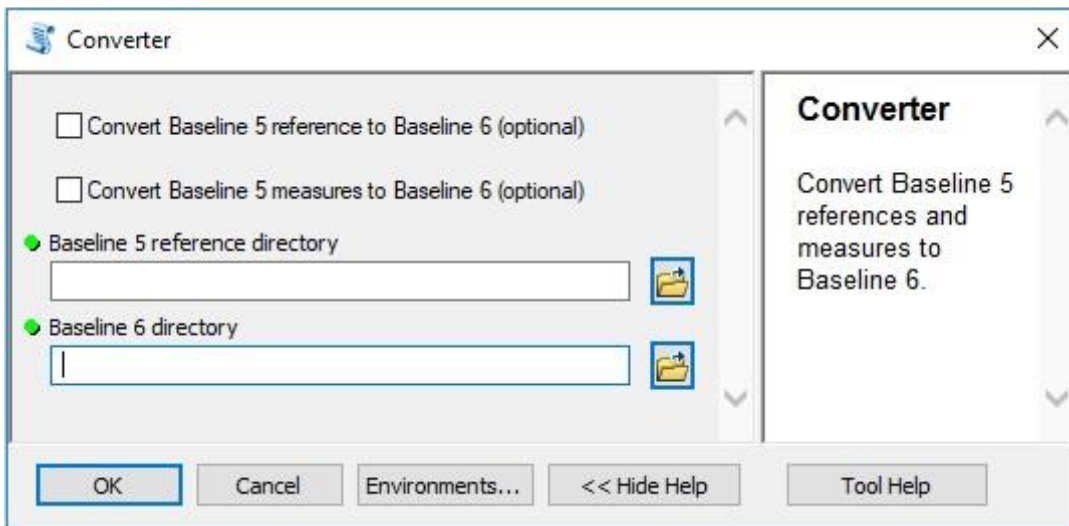 Converter
Convert Baseline 5 reference to Baseline 6 (optional)
Convert Baseline 5 measures to Baseline 6 (optional)
Baseline 5 reference directory
Baseline 6 directory
Converter
Convert Baseline 5
references and
measures to
Baseline 6.
OK
Cancel
Environments...
<< Hide Help
Tool Help